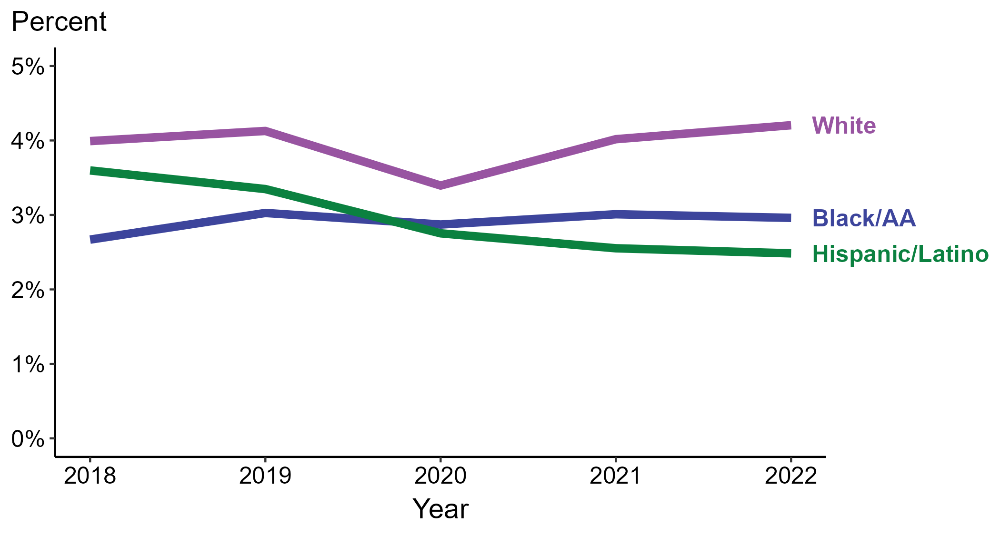 Percent
5%
4%
3%
2%
1%
0%
White
Black/AA
Hispanic/Latino
2018 2019 2020 2021 2022
Year